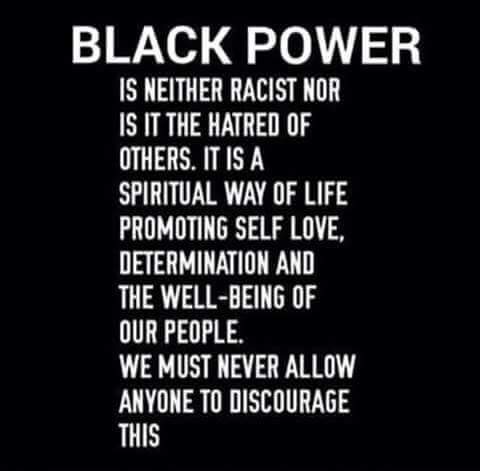 BLACK POWER
IS NEITHER RACIST NOR
IS IT THE HATRED OF
OTHERS. IT IS A
SPIRITUAL WAY OF LIFE
PROMOTING SELF LOVE,
DETERMINATION AND
THE WELL-BEING OF
OUR PEOPLE.
WE MUST NEVER ALLOW
ANYONE TO DISCOURAGE
THIS